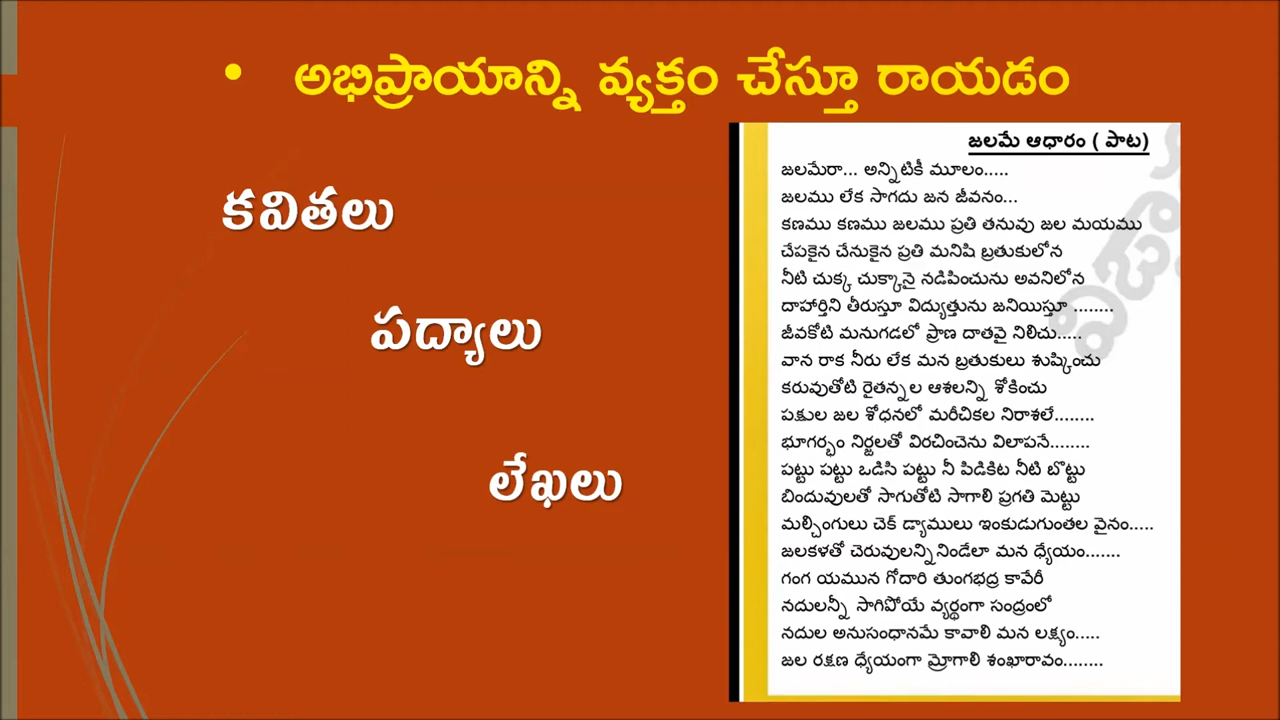 • అభిప్రాయాన్ని వ్యక్తం చేస్తూ రాయడం
కవితలు
పద్యాలు
లేఖలు
జలమే ఆధారం ( పాట)
జలమేరా... అన్నిటికీ మూలం.....
జలము లేక సాగదు జన జీవనం...
కణము కణము జలము ప్రతి తనువు జల మయము
చేపకైన చేనుకైన ప్రతి మనిషి బ్రతుకులోన
నీటి చుక్క చుక్కానై నడిపించును అవనిలోన
దాహార్తిని తీరుస్తూ విద్యుత్తును జనియిస్తూ ........
జీవకోటి మనుగడలో ప్రాణ దాతవై నిలిచు.....
వాన రాక నీరు లేక మన బ్రతుకులు శుష్కించు
కరువుతోటి రైతన్నల ఆశలన్ని శోకించు
పక్షుల జల శోధనలో మరీచికల నిరాశలే........
భూగర్భం నిర్జలతో విరచించెను విలాపనే........
పట్టు పట్టు ఒడిసి పట్టు నీ పిడికిట నీటి బొట్టు
బిందువులతో సాగుతోటి సాగాలి ప్రగతి మెట్టు
మల్చింగులు చెక్ డ్యాములు ఇంకుడుగుంతల వైనం.....
జలకళతో చెరువులన్నినిండేలా మన ధ్యేయం.......
గంగ యమున గోదారి తుంగభద్ర కావేరీ
నదులన్నీ సాగిపోయే వ్యర్థంగా సంద్రంలో
నదుల అనుసంధానమే కావాలి మన లక్ష్యం.....
జల రక్షణ ధ్యేయంగా మ్రోగాలి శంఖారావం........